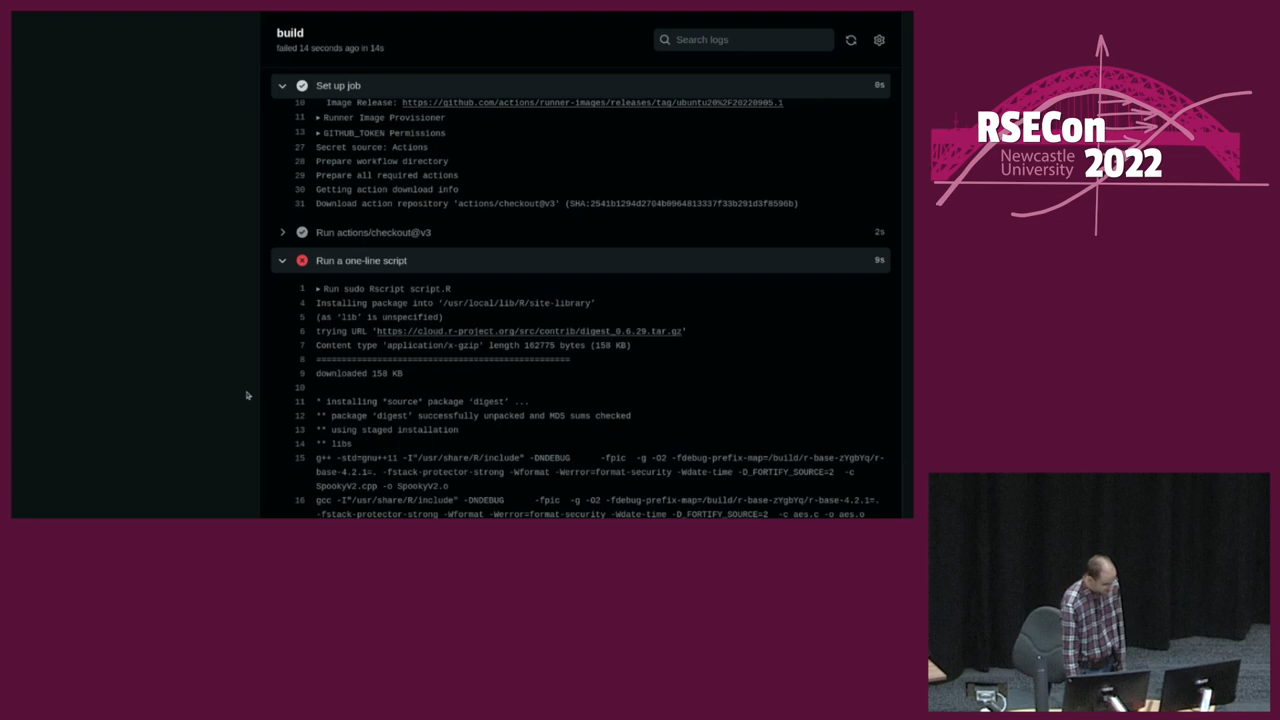 build
failed 14 seconds ago in 14s
Search logs
Set up job 0s
10 Image Release: https://github.com/actions/runner-images/releases/tag/ubuntu20%2F20220905.1
11 Runner Image Provisioner
13 GITHUB_TOKEN Permissions
27 Secret source: Actions
28 Prepare workflow directory
29 Prepare all required actions
30 Getting action download info
31 Download action repository 'actions/checkout@v3' (SHA:2541b1294d2704b0964813337f33b291d3f8596b)
Run actions/checkout@v3 2s
Run a one-line script 9s
1 Run sudo Rscript script.R
4 Installing package into ‘/usr/local/lib/R/site-library’
5 (as ‘lib’ is unspecified)
6 trying URL 'https://cloud.r-project.org/src/contrib/digest_0.6.29.tar.gz'
7 Content type 'application/x-gzip' length 162775 bytes (158 KB)
8 ==================================================
9 downloaded 158 KB
10
11 * installing *source* package ‘digest’ ...
12 ** package ‘digest’ successfully unpacked and MD5 sums checked
13 ** using staged installation
14 ** libs
15 g++ -std=gnu++11 -I"/usr/share/R/include" -DNDEBUG -fpic -g -O2 -fdebug-prefix-map=/build/r-base-zYgbYq/r-
base-4.2.1=. -fstack-protector-strong -Wformat -Werror=format-security -Wdate-time -D_FORTIFY_SOURCE=2 -c
SpookyV2.cpp -o SpookyV2.o
16 gcc -I"/usr/share/R/include" -DNDEBUG -fpic -g -O2 -fdebug-prefix-map=/build/r-base-zYgbYq/r-base-4.2.1=.
-fstack-protector-strong -Wformat -Werror=format-security -Wdate-time -D_FORTIFY_SOURCE=2 -c aes.c -o aes.o
RSECon
Newcastle
University 2022